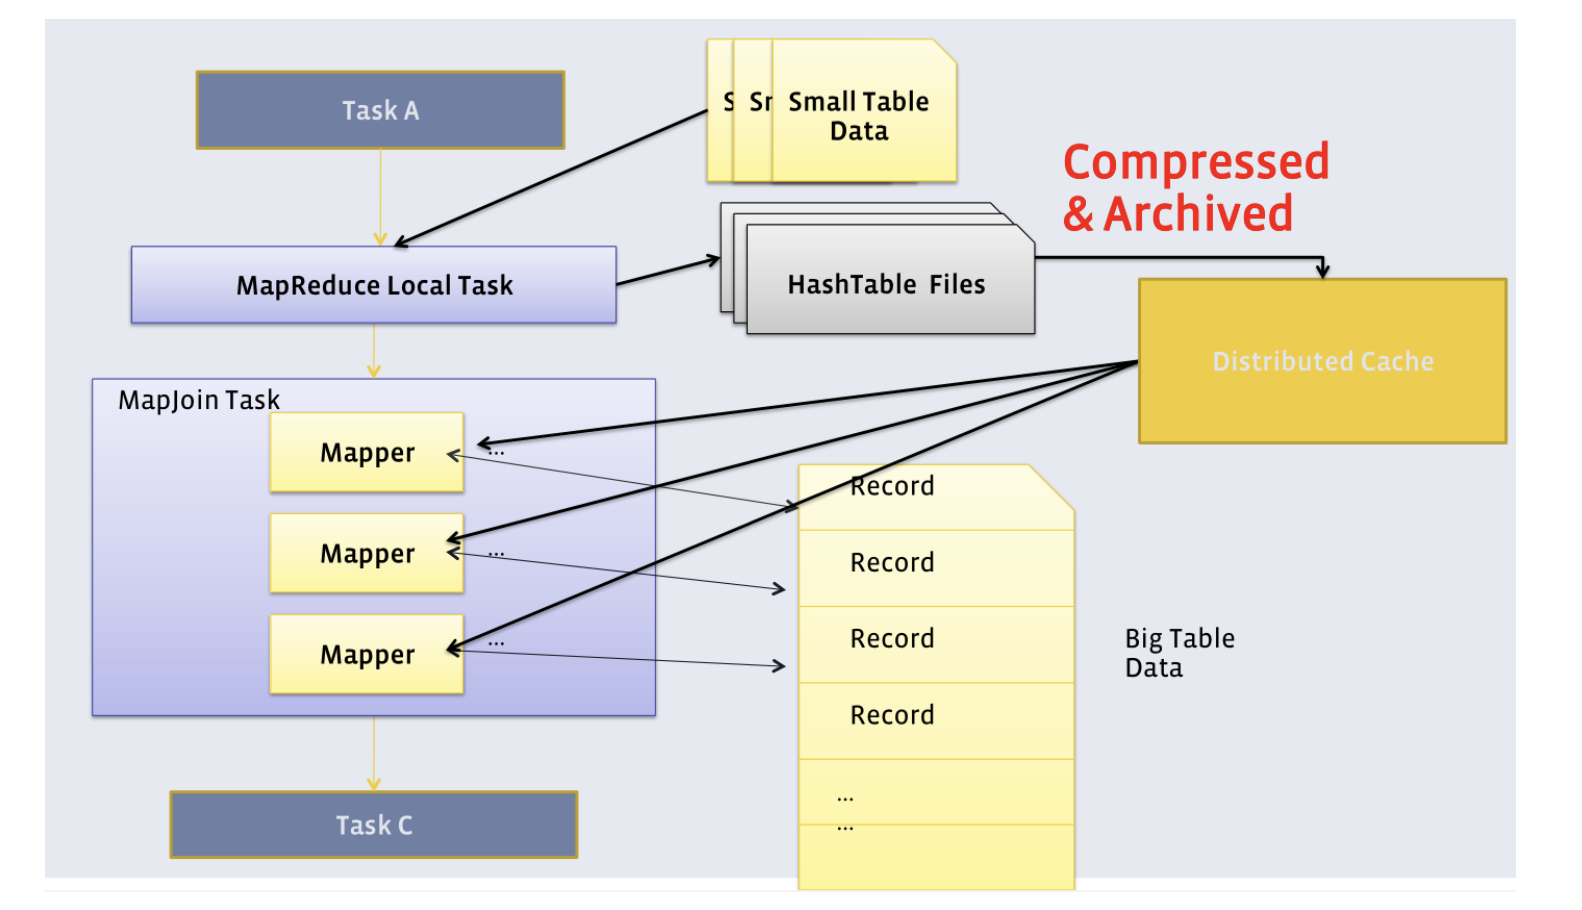 Task A
S
Sr
Small Table
Data
Compressed
& Archived
MapReduce Local Task
HashTable Files
Distributed Cache
MapJoin Task
Mapper
...
Mapper
...
Mapper
...
Record
Record
Record
Record
...
...
Big Table
Data
Task C